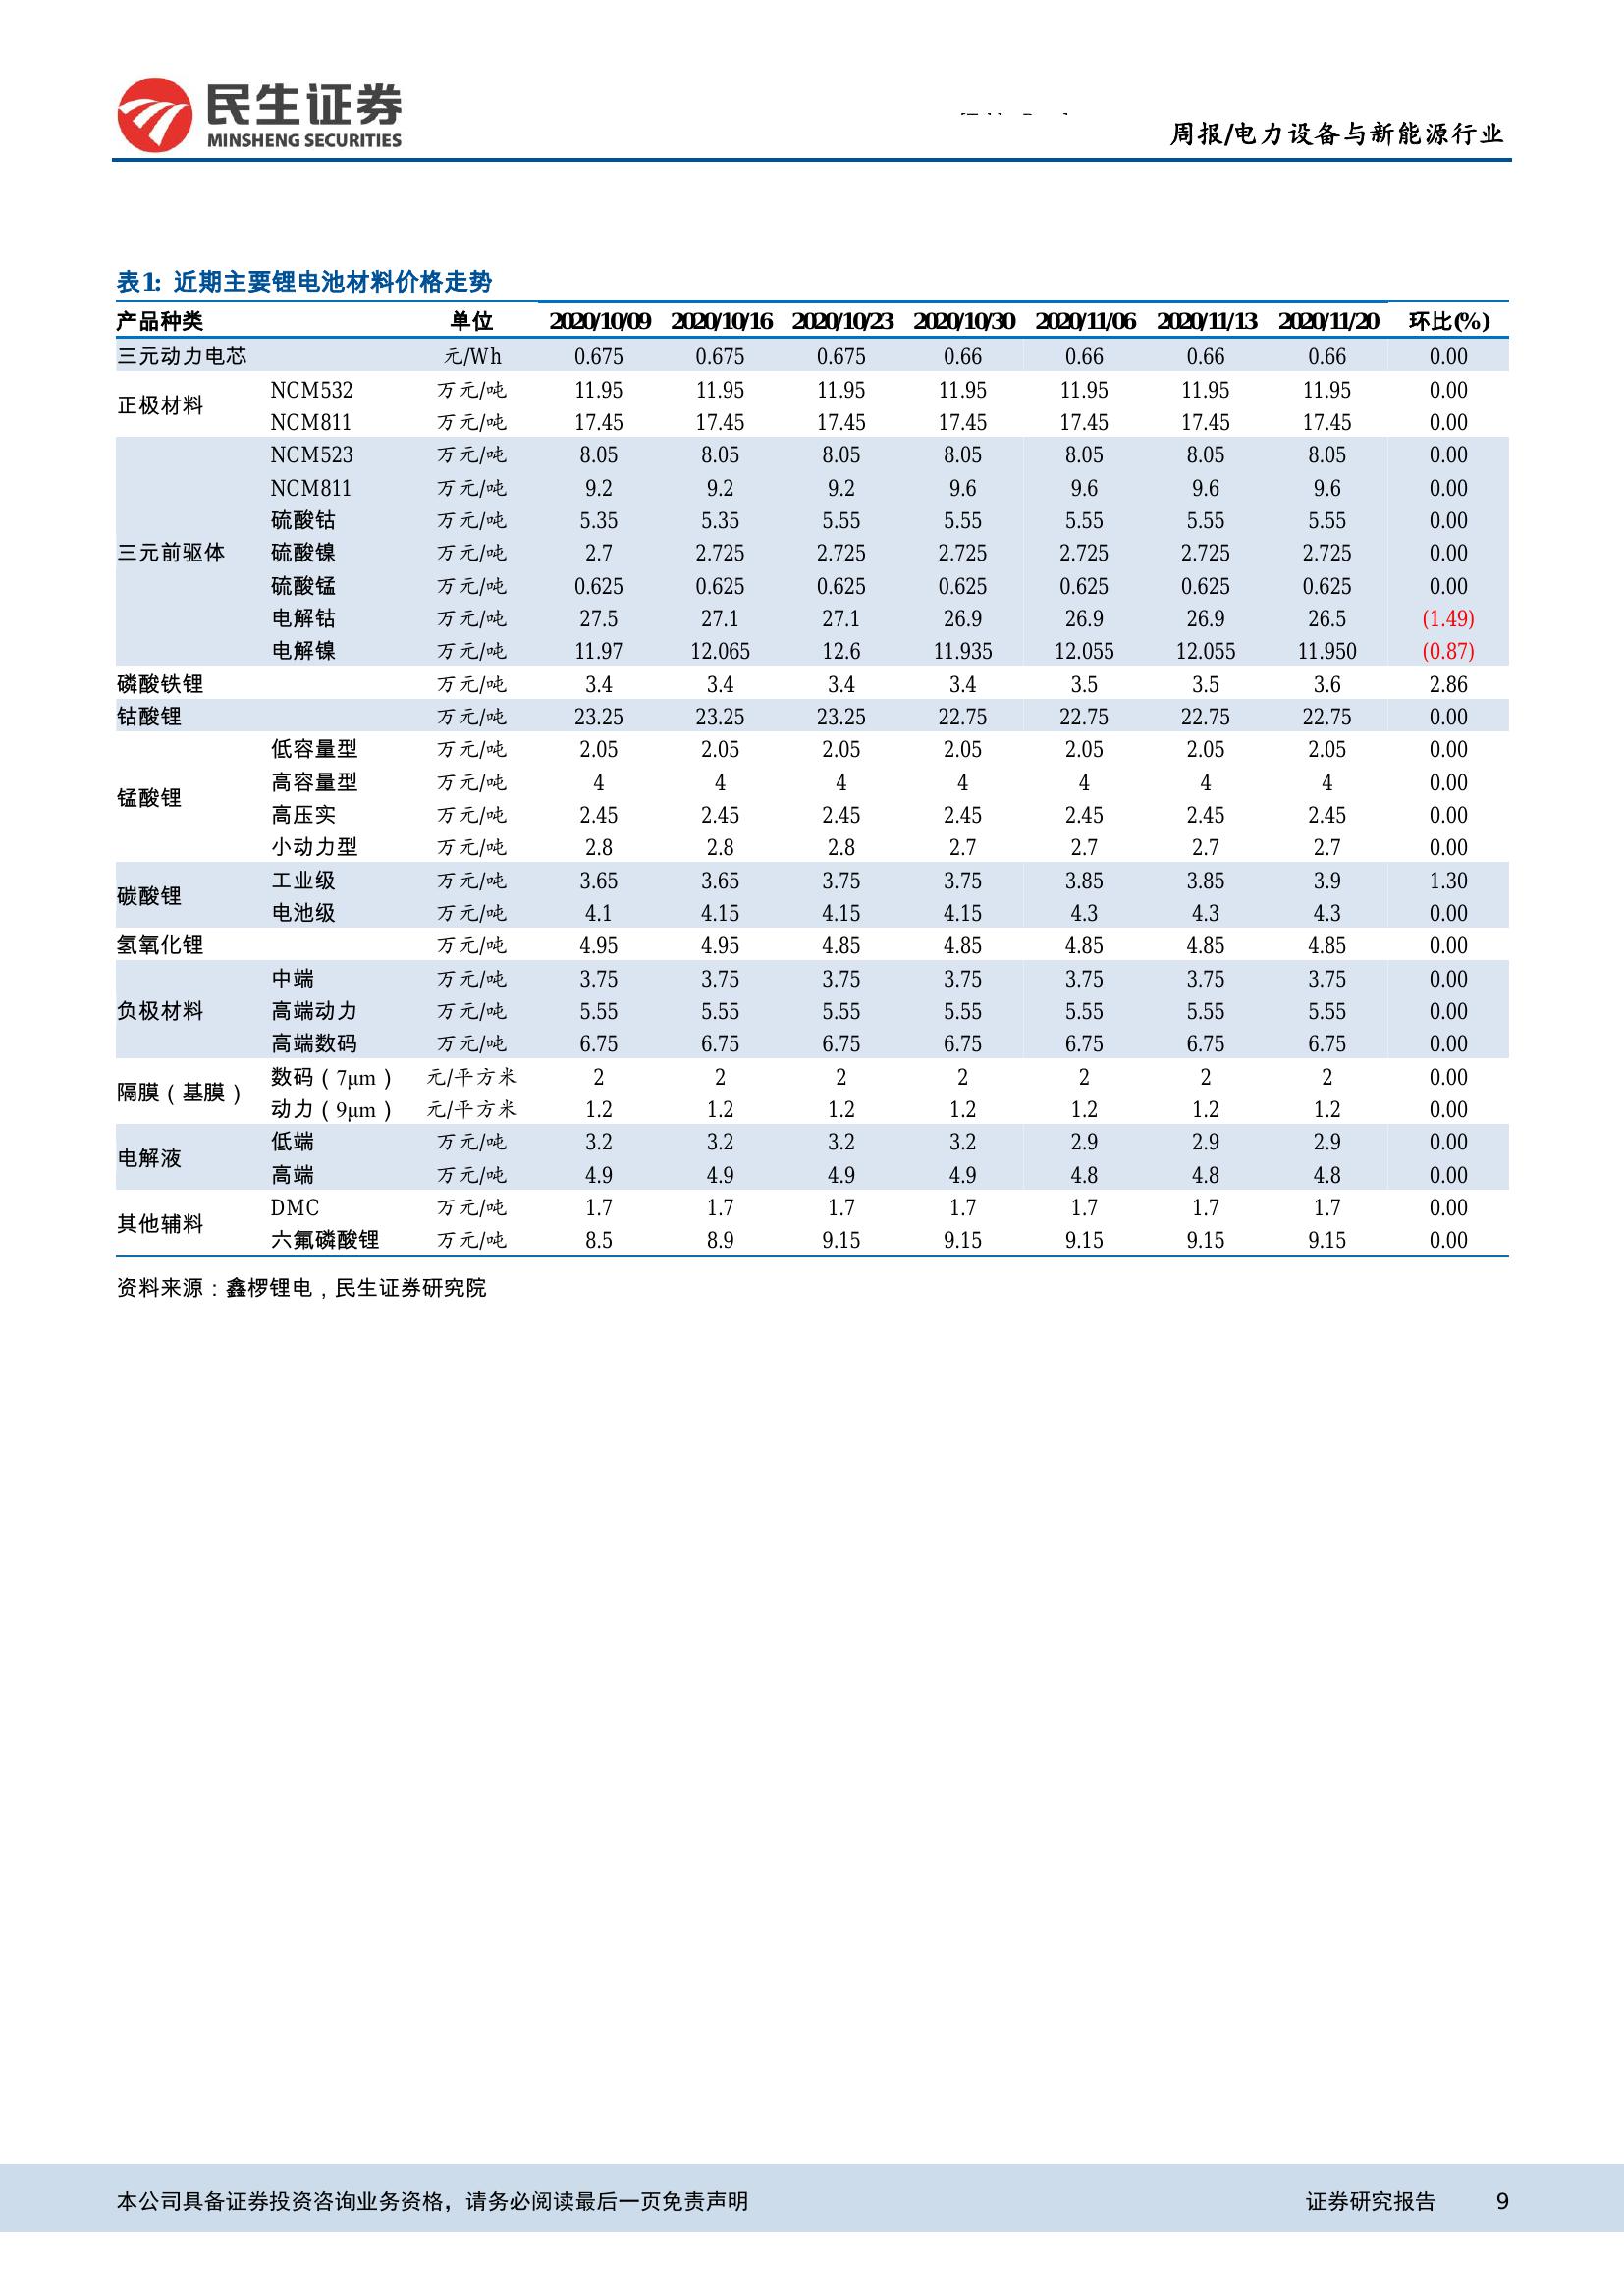 民生证券
MINSHENG SECURITIES
周报/电力设备与新能源行业
表1: 近期主要锂电池材料价格走势
产品种类 单位 2020/10/09 2020/10/16 2020/10/23 2020/10/30 2020/11/06 2020/11/13 2020/11/20 环比(%)
三元动力电芯 元/Wh 0.675 0.675 0.675 0.66 0.66 0.66 0.66 0.00
正极材料 NCM532 万元/吨 11.95 11.95 11.95 11.95 11.95 11.95 11.95 0.00
NCM811 万元/吨 17.45 17.45 17.45 17.45 17.45 17.45 17.45 0.00
三元前驱体 NCM523 万元/吨 8.05 8.05 8.05 8.05 8.05 8.05 8.05 0.00
NCM811 万元/吨 9.2 9.2 9.2 9.6 9.6 9.6 9.6 0.00
硫酸钴 万元/吨 5.35 5.35 5.55 5.55 5.55 5.55 5.55 0.00
硫酸镍 万元/吨 2.7 2.725 2.725 2.725 2.725 2.725 2.725 0.00
硫酸锰 万元/吨 0.625 0.625 0.625 0.625 0.625 0.625 0.625 0.00
电解钴 万元/吨 27.5 27.1 27.1 26.9 26.9 26.9 26.5 (1.49)
电解镍 万元/吨 11.97 12.065 12.6 11.935 12.055 12.055 11.950 (0.87)
磷酸铁锂 万元/吨 3.4 3.4 3.4 3.4 3.5 3.5 3.6 2.86
钴酸锂 万元/吨 23.25 23.25 23.25 22.75 22.75 22.75 22.75 0.00
锰酸锂 低容量型 万元/吨 2.05 2.05 2.05 2.05 2.05 2.05 2.05 0.00
高容量型 万元/吨 4 4 4 4 4 4 4 0.00
高压实 万元/吨 2.45 2.45 2.45 2.45 2.45 2.45 2.45 0.00
小动力型 万元/吨 2.8 2.8 2.8 2.7 2.7 2.7 2.7 0.00
碳酸锂 工业级 万元/吨 3.65 3.65 3.75 3.75 3.85 3.85 3.9 1.30
电池级 万元/吨 4.1 4.15 4.15 4.15 4.3 4.3 4.3 0.00
氢氧化锂 万元/吨 4.95 4.95 4.85 4.85 4.85 4.85 4.85 0.00
负极材料 中端 万元/吨 3.75 3.75 3.75 3.75 3.75 3.75 3.75 0.00
高端动力 万元/吨 5.55 5.55 5.55 5.55 5.55 5.55 5.55 0.00
高端数码 万元/吨 6.75 6.75 6.75 6.75 6.75 6.75 6.75 0.00
隔膜（基膜） 数码（7μm） 元/平方米 2 2 2 2 2 2 2 0.00
动力（9μm） 元/平方米 1.2 1.2 1.2 1.2 1.2 1.2 1.2 0.00
电解液 低端 万元/吨 3.2 3.2 3.2 3.2 2.9 2.9 2.9 0.00
高端 万元/吨 4.9 4.9 4.9 4.9 4.8 4.8 4.8 0.00
其他辅料 DMC 万元/吨 1.7 1.7 1.7 1.7 1.7 1.7 1.7 0.00
六氟磷酸锂 万元/吨 8.5 8.9 9.15 9.15 9.15 9.15 9.15 0.00
资料来源：鑫椤锂电，民生证券研究院
本公司具备证券投资咨询业务资格，请务必阅读最后一页免责声明 证券研究报告 9